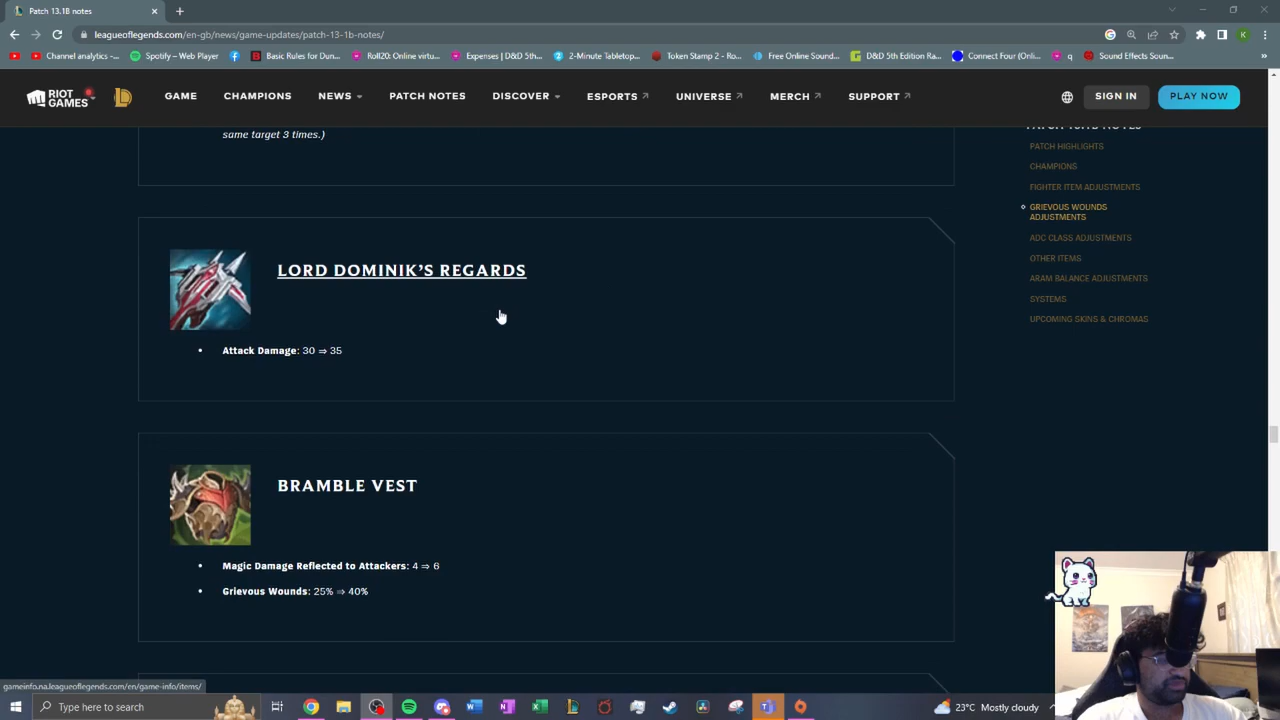 Patch 13.1B notes
leagueoflegends.com/en-gb/news/game-updates/patch-13-1b-notes/
K
Channel analytics -...
Spotify – Web Player
Basic Rules for Dun...
Roll20: Online virtu...
Expenses | D&D 5th...
2-Minute Tabletop...
Token Stamp 2 - Ro...
Free Online Sound...
D&D 5th Edition Ra...
Connect Four (Onli...
q
Sound Effects Soun...
RIOT GAMES
GAME
CHAMPIONS
NEWS
PATCH NOTES
DISCOVER
ESPORTS
UNIVERSE
MERCH
SUPPORT
SIGN IN
PLAY NOW
same target 3 times.)
LORD DOMINIK'S REGARDS
• Attack Damage: 30 ⇒ 35
BRAMBLE VEST
• Magic Damage Reflected to Attackers: 4 ⇒ 6
• Grievous Wounds: 25% ⇒ 40%
PATCH 13.1B NOTES
PATCH HIGHLIGHTS
CHAMPIONS
FIGHTER ITEM ADJUSTMENTS
GRIEVOUS WOUNDS
ADJUSTMENTS
ADC CLASS ADJUSTMENTS
OTHER ITEMS
ARAM BALANCE ADJUSTMENTS
SYSTEMS
UPCOMING SKINS & CHROMAS
gameinfo.na.leagueoflegends.com/en/game-info/items/
Type here to search
23°C Mostly cloudy